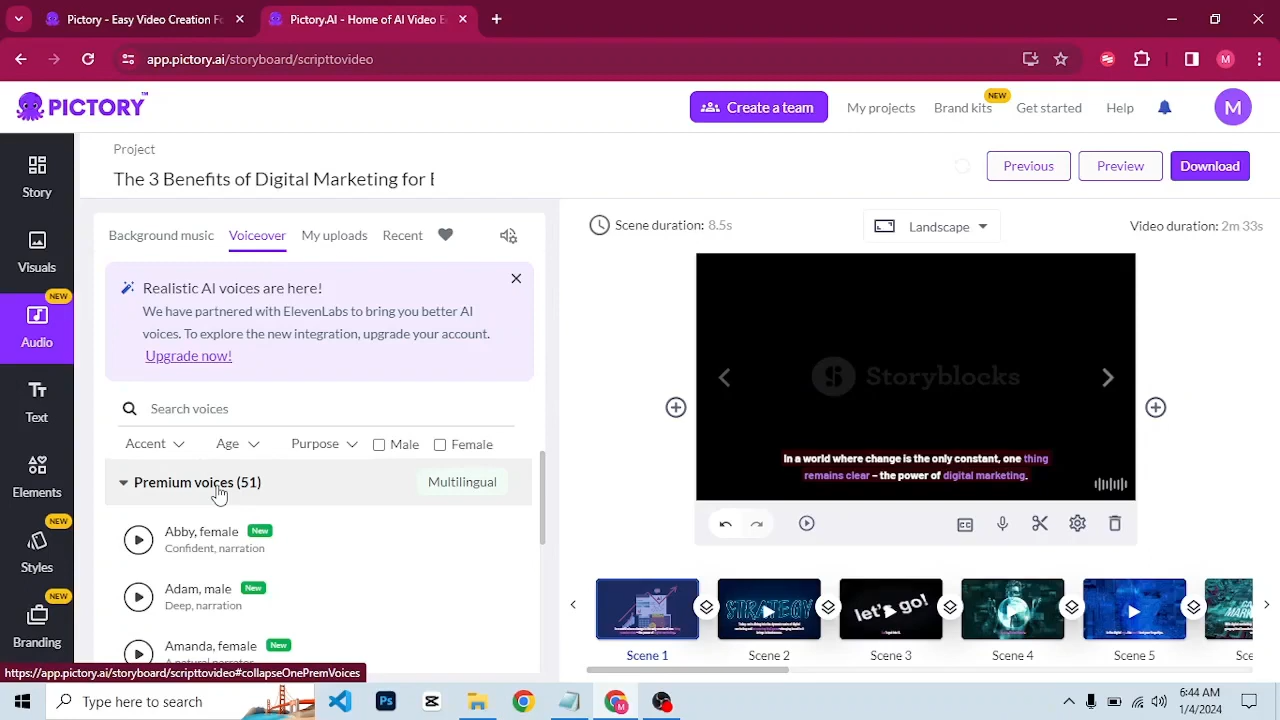 Pictory - Easy Video Creation Fo
Pictory.AI - Home of AI Video E
app.pictory.ai/storyboard/scripttovideo
M
PICTORY™
Create a team
My projects
Brand kits
NEW
Get started
Help
M
Project
The 3 Benefits of Digital Marketing for E
Previous
Preview
Download
Story
Visuals
NEW
Audio
Text
Elements
NEW
Styles
NEW
Branding
Background music
Voiceover
My uploads
Recent
Realistic AI voices are here!
We have partnered with ElevenLabs to bring you better AI
voices. To explore the new integration, upgrade your account.
Upgrade now!
Search voices
Accent
Age
Purpose
Male
Female
Premium voices (51)
Multilingual
Abby, female
New
Confident, narration
Adam, male
New
Deep, narration
Amanda, female
New
A natural narrator
Scene duration: 8.5s
Landscape
Video duration: 2m 33s
Storyblocks
In a world where change is the only constant, one thing
remains clear – the power of digital marketing.
STRATEGY
let's go!
Scene 1
Scene 2
Scene 3
Scene 4
Scene 5
Sce
https://app.pictory.ai/storyboard/scripttovideo#collapseOnePremVoices
Type here to search
Ps
6:44 AM
1/4/2024